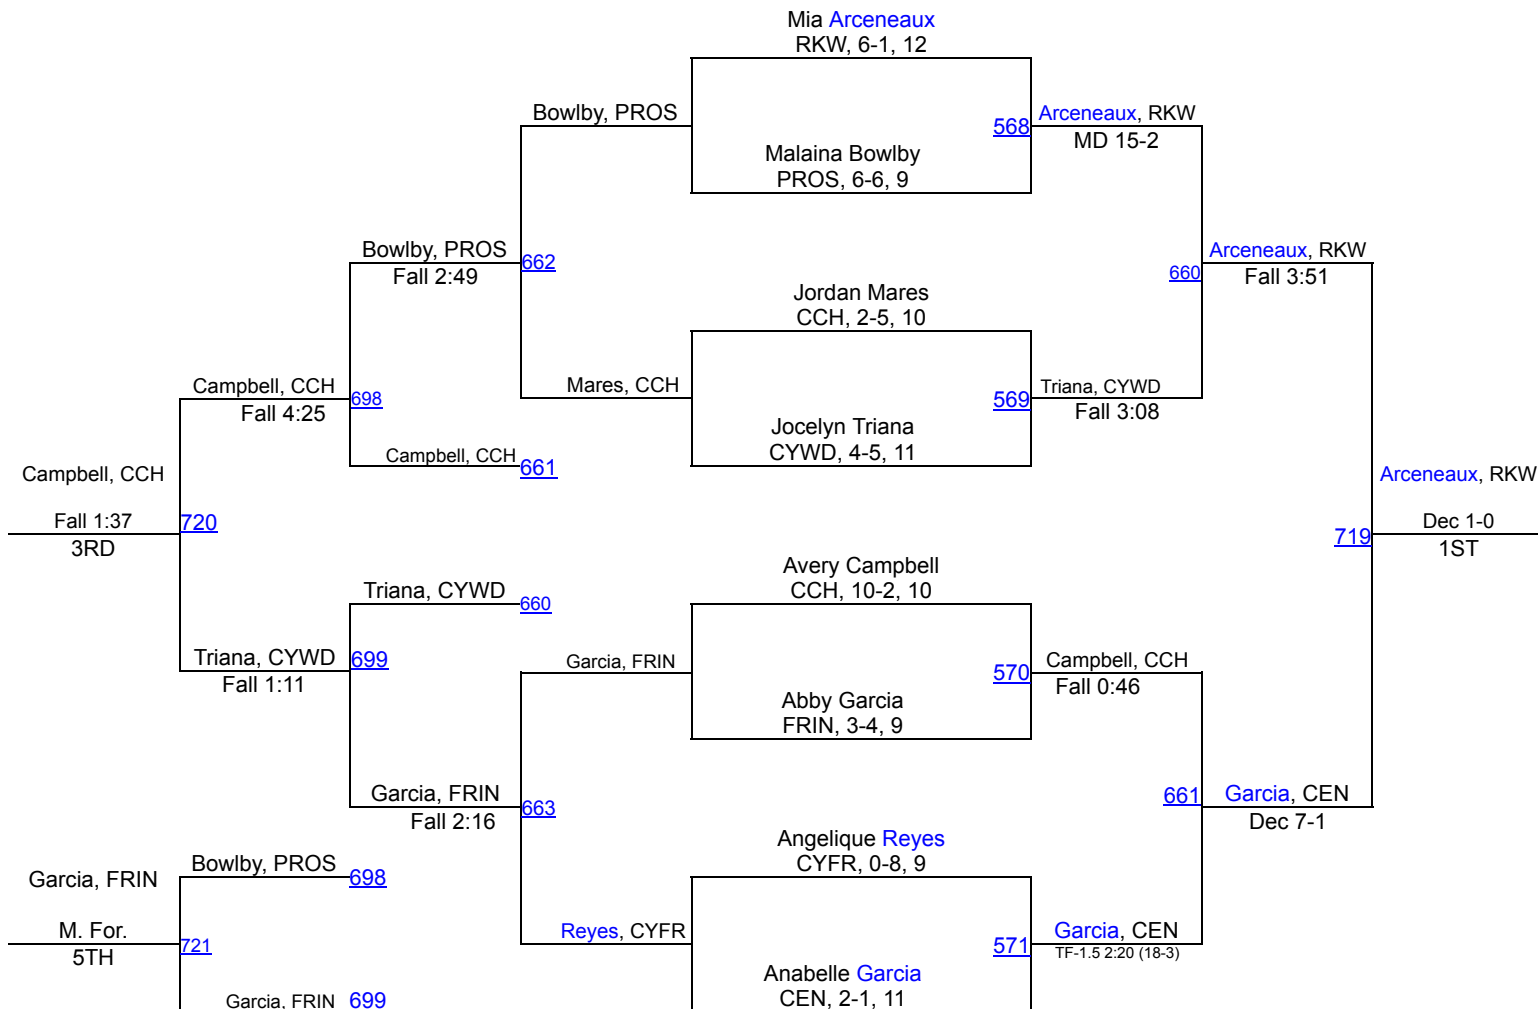 Mia Arceneaux
RKW, 6-1, 12
Bowlby, PROS
568
Arceneaux, RKW
MD 15-2
Malaina Bowlby
PROS, 6-6, 9
Bowlby, PROS
Fall 2:49
662
Arceneaux, RKW
Fall 3:51
660
Jordan Mares
CCH, 2-5, 10
Campbell, CCH
Fall 4:25
698
Mares, CCH
569
Triana, CYWD
Fall 3:08
Jocelyn Triana
CYWD, 4-5, 11
Campbell, CCH
661
Campbell, CCH
Fall 1:37
3RD
720
Arceneaux, RKW
Dec 1-0
1ST
719
Avery Campbell
CCH, 10-2, 10
Triana, CYWD
660
Triana, CYWD
Fall 1:11
699
Garcia, FRIN
570
Campbell, CCH
Fall 0:46
Abby Garcia
FRIN, 3-4, 9
Garcia, FRIN
Fall 2:16
663
661
Garcia, CEN
Dec 7-1
Angelique Reyes
CYFR, 0-8, 9
Bowlby, PROS
698
Garcia, FRIN
M. For.
5TH
721
Reyes, CYFR
571
Garcia, CEN
TF-1.5 2:20 (18-3)
Anabelle Garcia
CEN, 2-1, 11
Garcia, FRIN
699